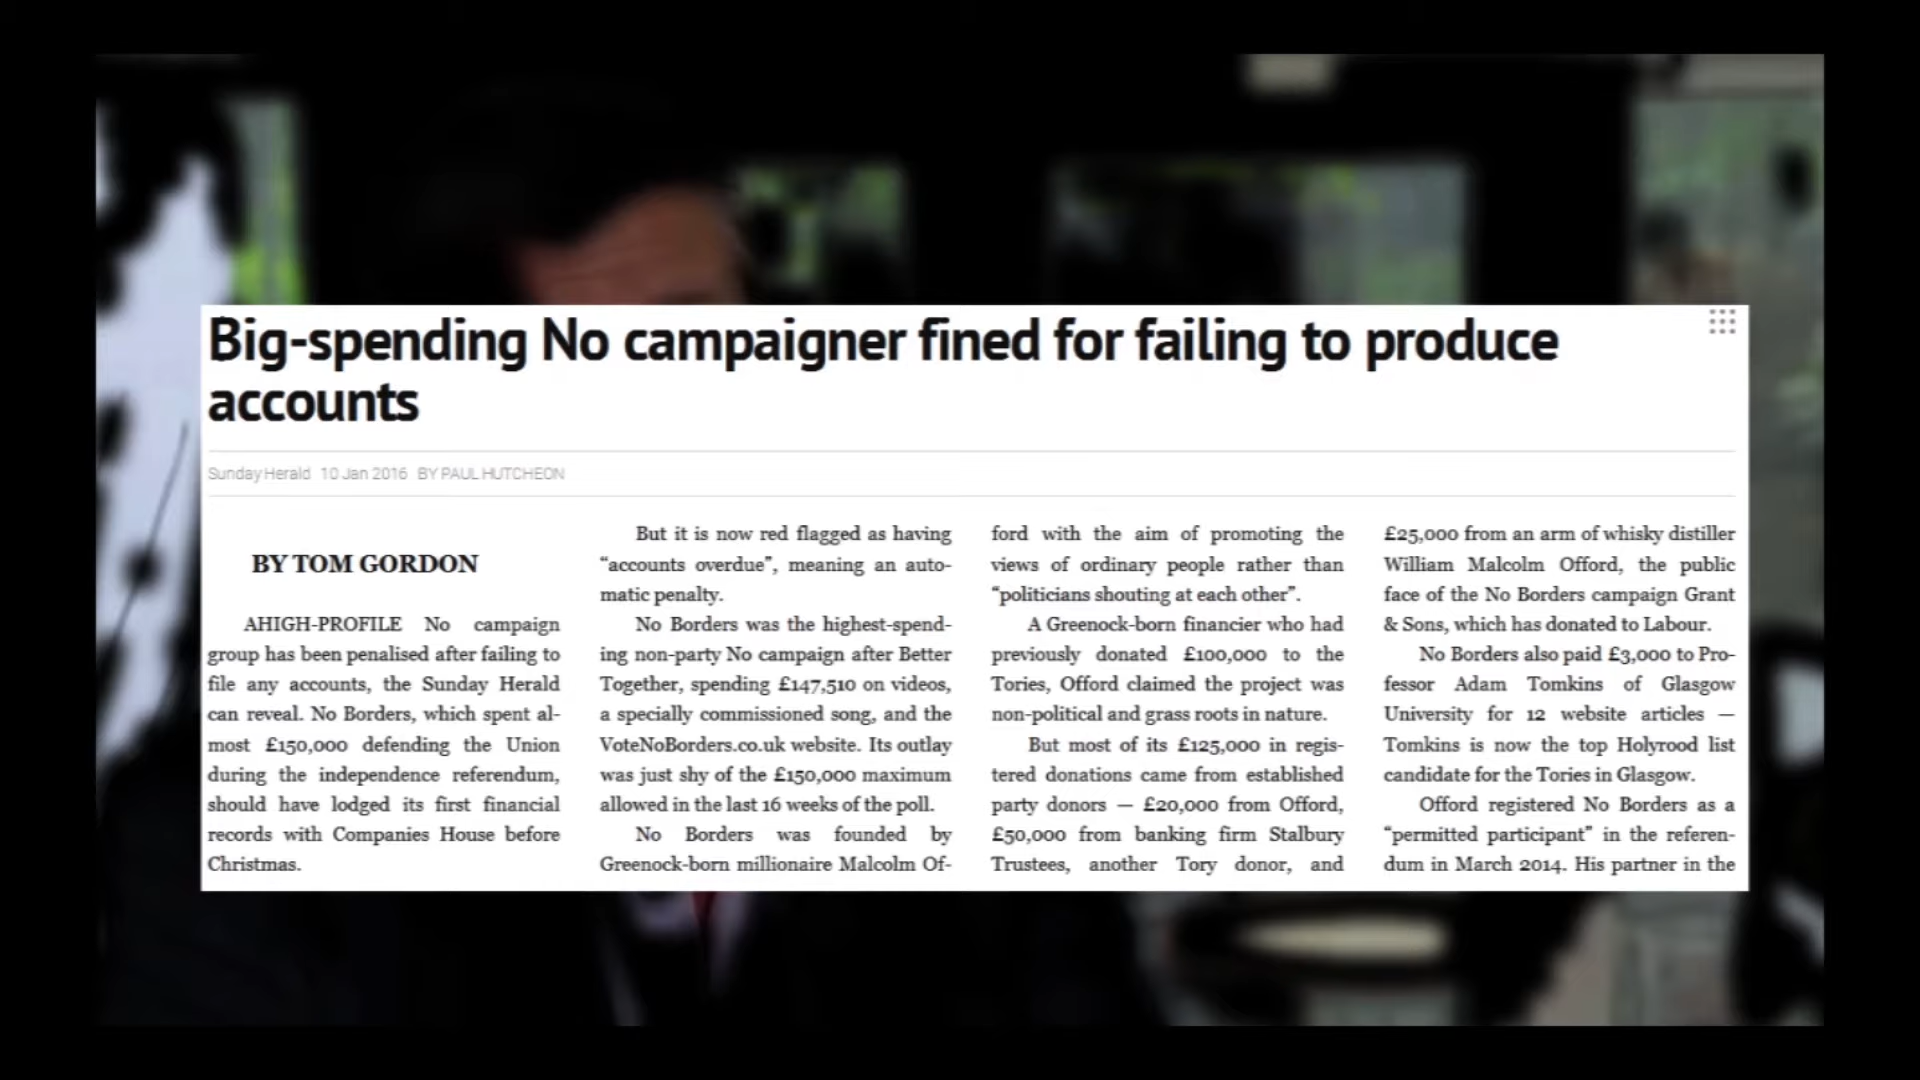 Big-spending No campaigner fined for failing to produce
accounts
Sunday Herald 10 Jan 2016 BY PAUL HUTCHEON
BY TOM GORDON
AHIGH-PROFILE No campaign
group has been penalised after failing to
file any accounts, the Sunday Herald
can reveal. No Borders, which spent al-
most £150,000 defending the Union
during the independence referendum,
should have lodged its first financial
records with Companies House before
Christmas.
But it is now red flagged as having
“accounts overdue”, meaning an auto-
matic penalty.
No Borders was the highest-spend-
ing non-party No campaign after Better
Together, spending £147,510 on videos,
a specially commissioned song, and the
VoteNoBorders.co.uk website. Its outlay
was just shy of the £150,000 maximum
allowed in the last 16 weeks of the poll.
No Borders was founded by
Greenock-born millionaire Malcolm Of-
ford with the aim of promoting the
views of ordinary people rather than
“politicians shouting at each other”.
A Greenock-born financier who had
previously donated £100,000 to the
Tories, Offord claimed the project was
non-political and grass roots in nature.
But most of its £125,000 in regis-
tered donations came from established
party donors — £20,000 from Offord,
£50,000 from banking firm Stalbury
Trustees, another Tory donor, and
£25,000 from an arm of whisky distiller
William Malcolm Offord, the public
face of the No Borders campaign Grant
& Sons, which has donated to Labour.
No Borders also paid £3,000 to Pro-
fessor Adam Tomkins of Glasgow
University for 12 website articles —
Tomkins is now the top Holyrood list
candidate for the Tories in Glasgow.
Offord registered No Borders as a
“permitted participant” in the referen-
dum in March 2014. His partner in the